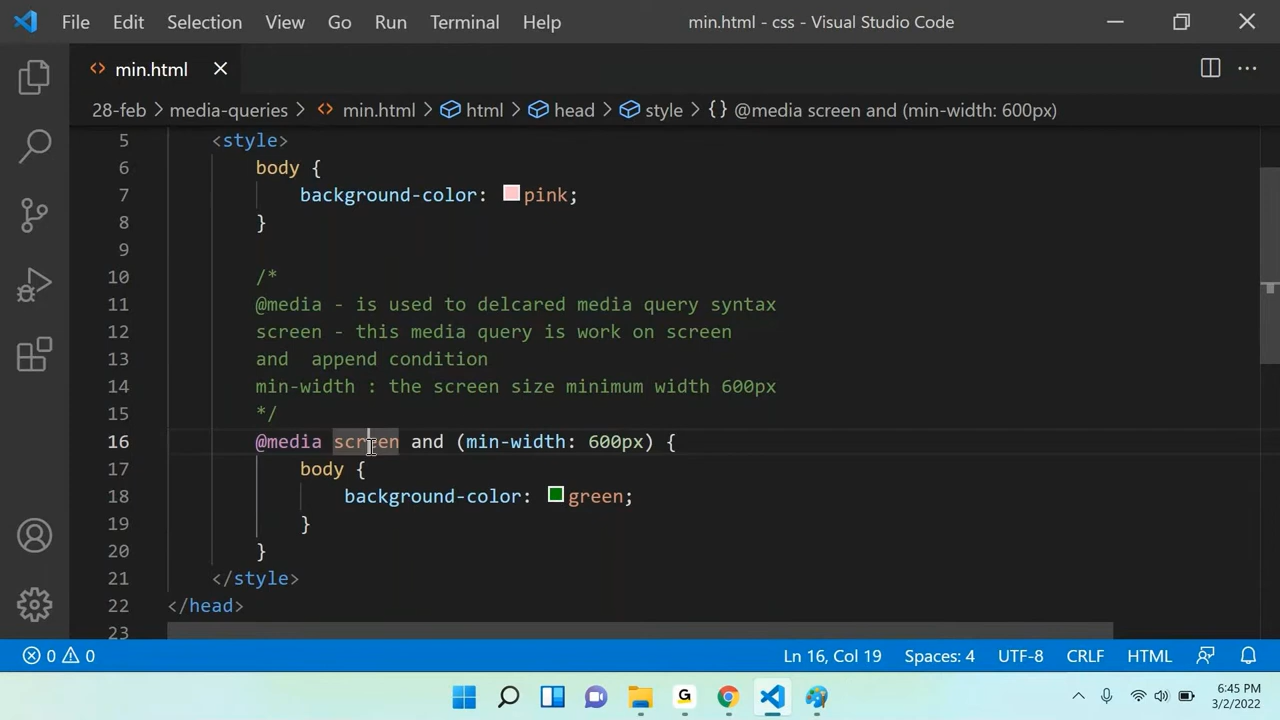 File Edit Selection View Go Run Terminal Help min.html - css - Visual Studio Code
min.html
28-feb > media-queries > min.html > html > head > style > {} @media screen and (min-width: 600px)
5 <style>
6 body {
7 background-color: pink;
8 }
9
10 /*
11 @media - is used to delcared media query syntax
12 screen - this media query is work on screen
13 and  append condition
14 min-width : the screen size minimum width 600px
15 */
16 @media screen and (min-width: 600px) {
17 body {
18 background-color: green;
19 }
20 }
21 </style>
22 </head>
23
0 0 Ln 16, Col 19 Spaces: 4 UTF-8 CRLF HTML
G
6:45 PM
3/2/2022